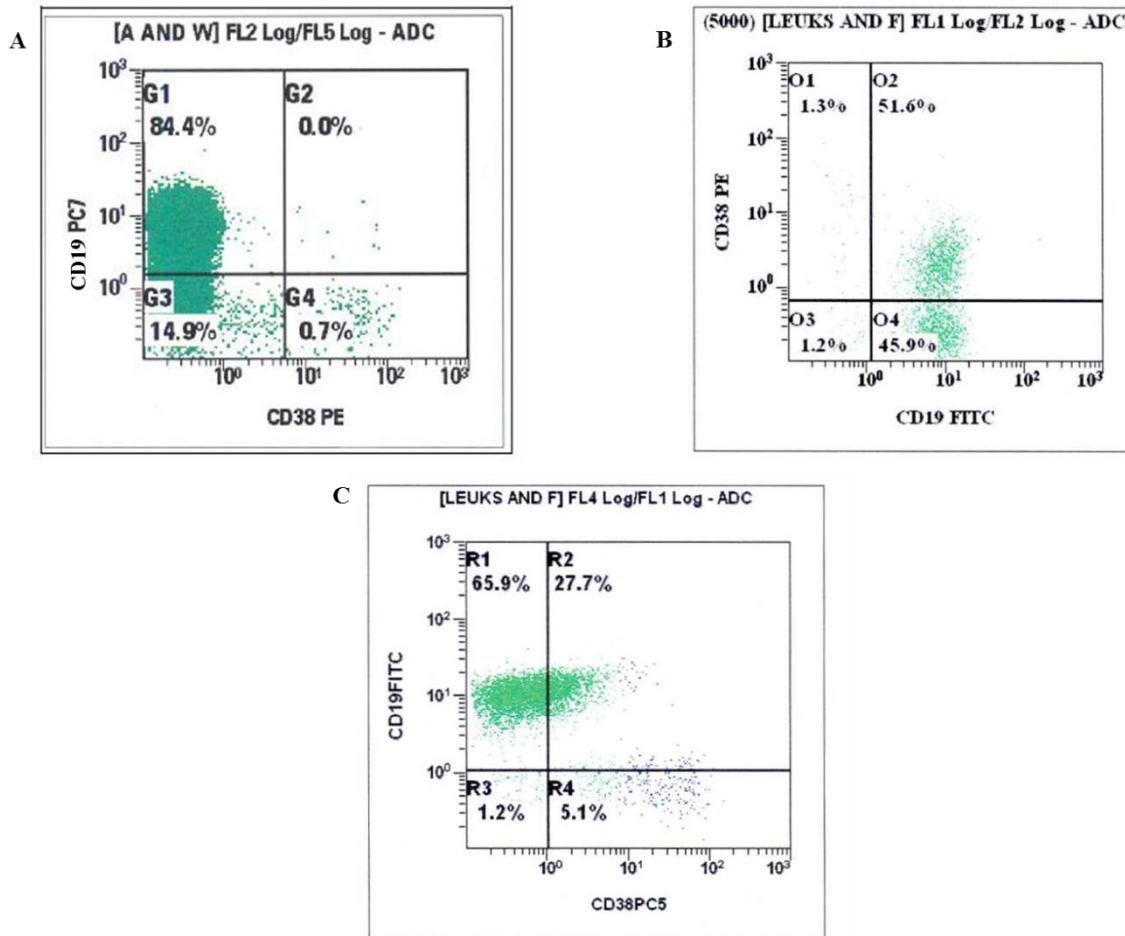 A
[A AND W] FL2 Log/FL5 Log - ADC
10³
G1
G2
84.4%
0.0%
10²
10¹
10⁰
G3
G4
14.9%
0.7%
CD19 PC7
10⁰ 10¹ 10² 10³
CD38 PE
B
(5000) [LEUKS AND F] FL1 Log/FL2 Log - ADC
10³
O1
O2
1.3%
51.6%
10²
10¹
10⁰
O3
O4
1.2%
45.9%
CD38 PE
10⁰ 10¹ 10² 10³
CD19 FITC
C
[LEUKS AND F] FL4 Log/FL1 Log - ADC
10³
R1
R2
65.9%
27.7%
10²
10¹
10⁰
R3
R4
1.2%
5.1%
CD19FITC
10⁰ 10¹ 10² 10³
CD38PC5